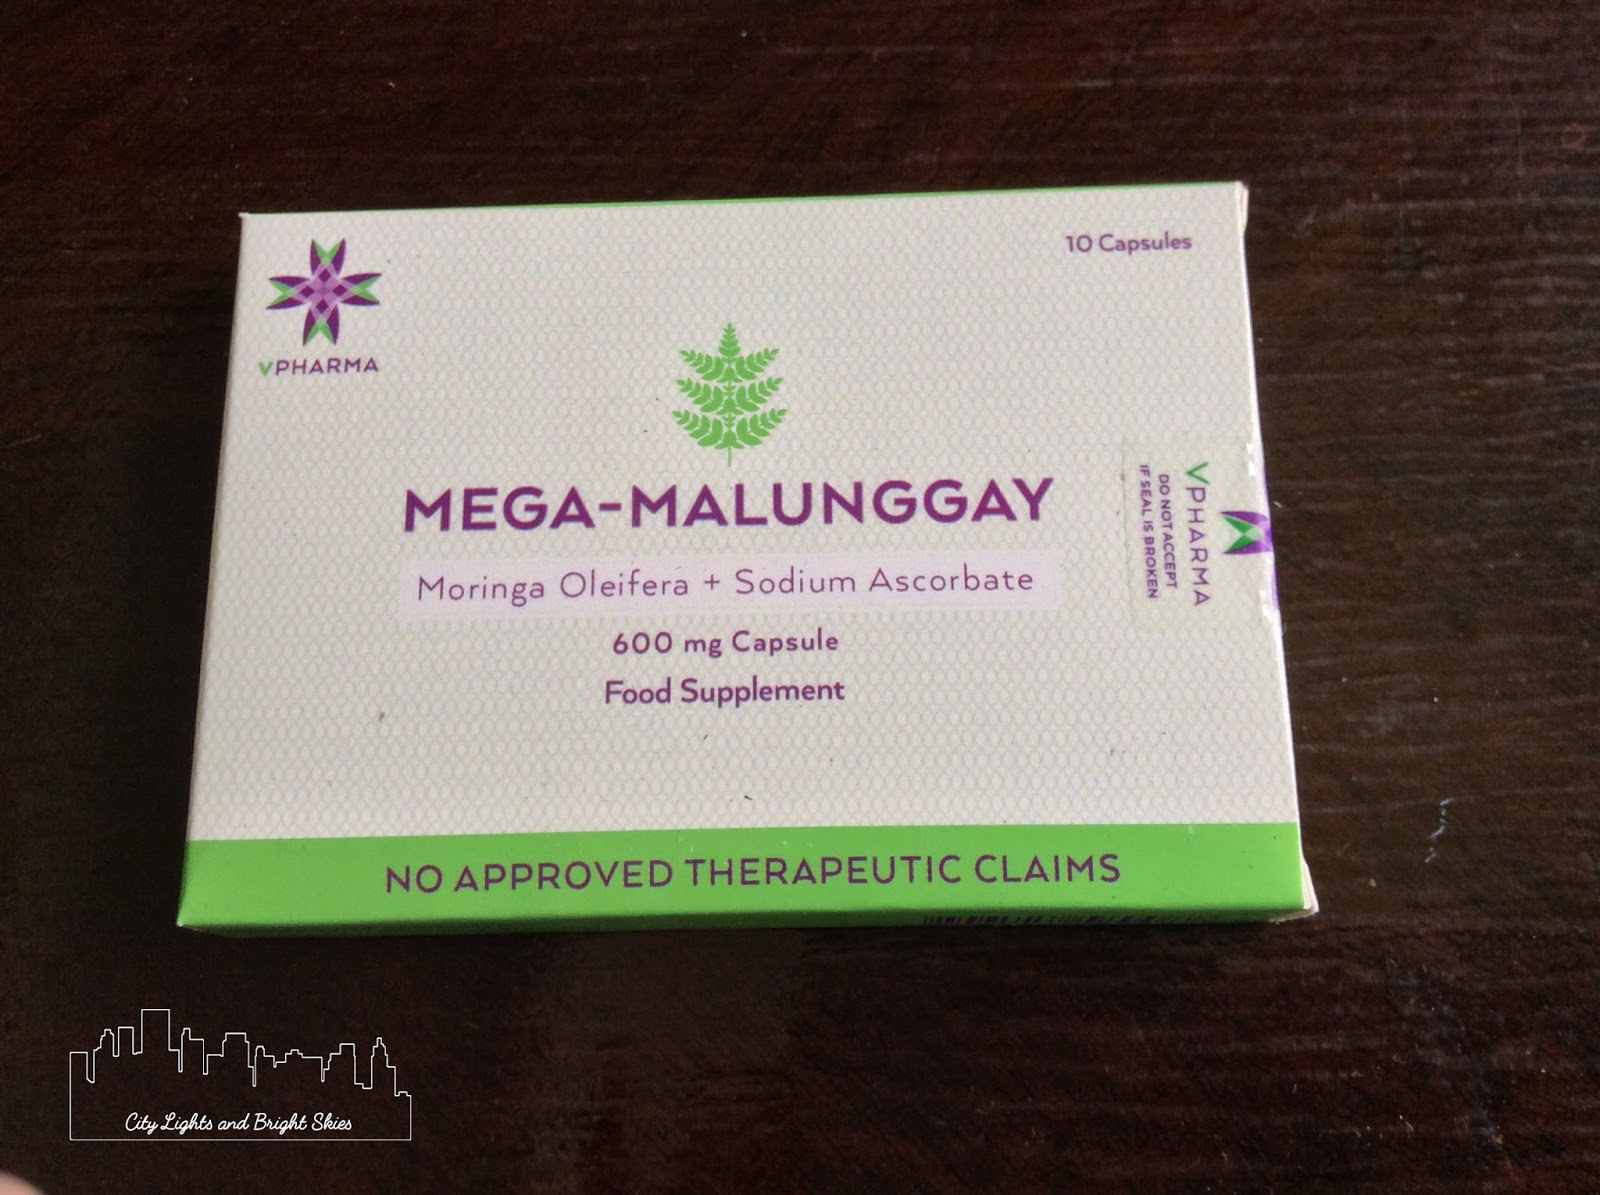 10 Capsules
VPHARMA
MEGA-MALUNGGAY
Moringa Oleifera + Sodium Ascorbate
600 mg Capsule
Food Supplement
VPHARMA
DO NOT ACCEPT
IF SEAL IS BROKEN
NO APPROVED THERAPEUTIC CLAIMS
City Lights and Bright Skies